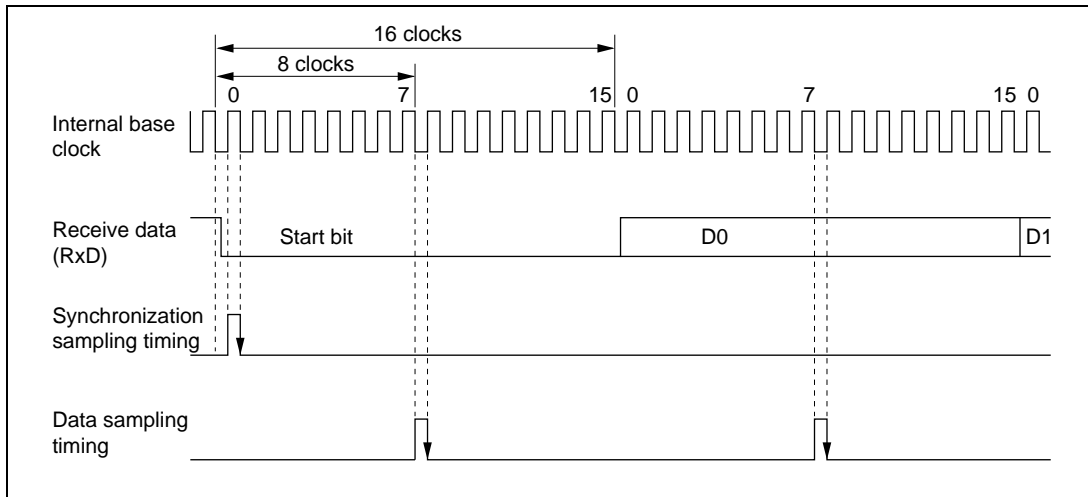 16 clocks
8 clocks
0 7 15 0 7 15 0
Internal base
clock
Receive data
(RxD)
Start bit D0 D1
Synchronization
sampling timing
Data sampling
timing